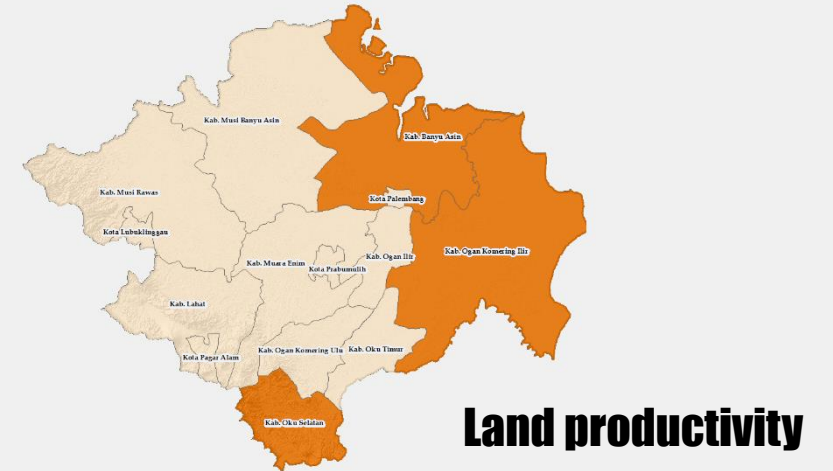 Kab. Musi Banyu Asin
Kab. Banyu Asin
Kab. Musi Rawas
Kota Palembang
Kota Lubuklinggau
Kab. Ogan Ilir
Kab. Ogan Komering Ilir
Kab. Muara Enim
Kota Prabumulih
Kab. Lahat
Kota Pagar Alam
Kab. Ogan Komering Ulu
Kab. Oku Timur
Kab. Oku Selatan
Land productivity